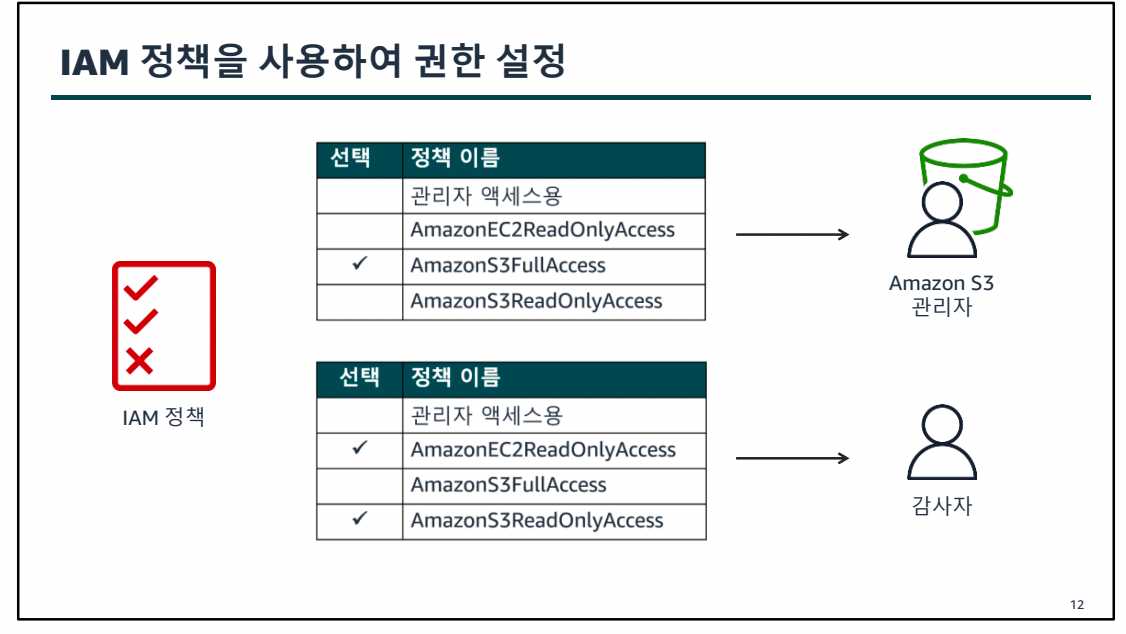 IAM 정책을 사용하여 권한 설정
선택 정책 이름
관리자 액세스용
AmazonEC2ReadOnlyAccess
✓ AmazonS3FullAccess
AmazonS3ReadOnlyAccess
Amazon S3
관리자
IAM 정책
선택 정책 이름
관리자 액세스용
✓ AmazonEC2ReadOnlyAccess
AmazonS3FullAccess
✓ AmazonS3ReadOnlyAccess
감사자
12